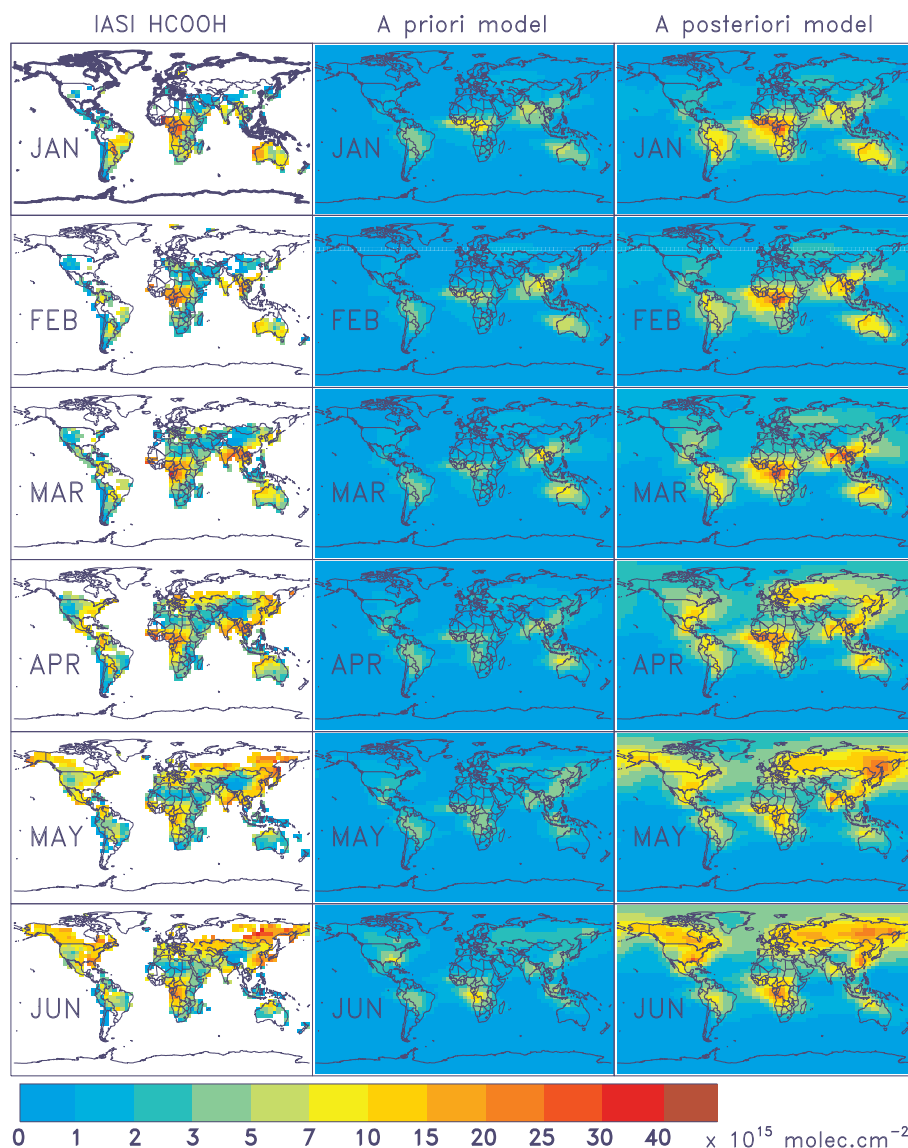 IASI HCOOH A priori model A posteriori model
JAN JAN JAN
FEB FEB FEB
MAR MAR MAR
APR APR APR
MAY MAY MAY
JUN JUN JUN
0 1 2 3 5 7 10 15 20 25 30 40 x 10^15 molec.cm^-2